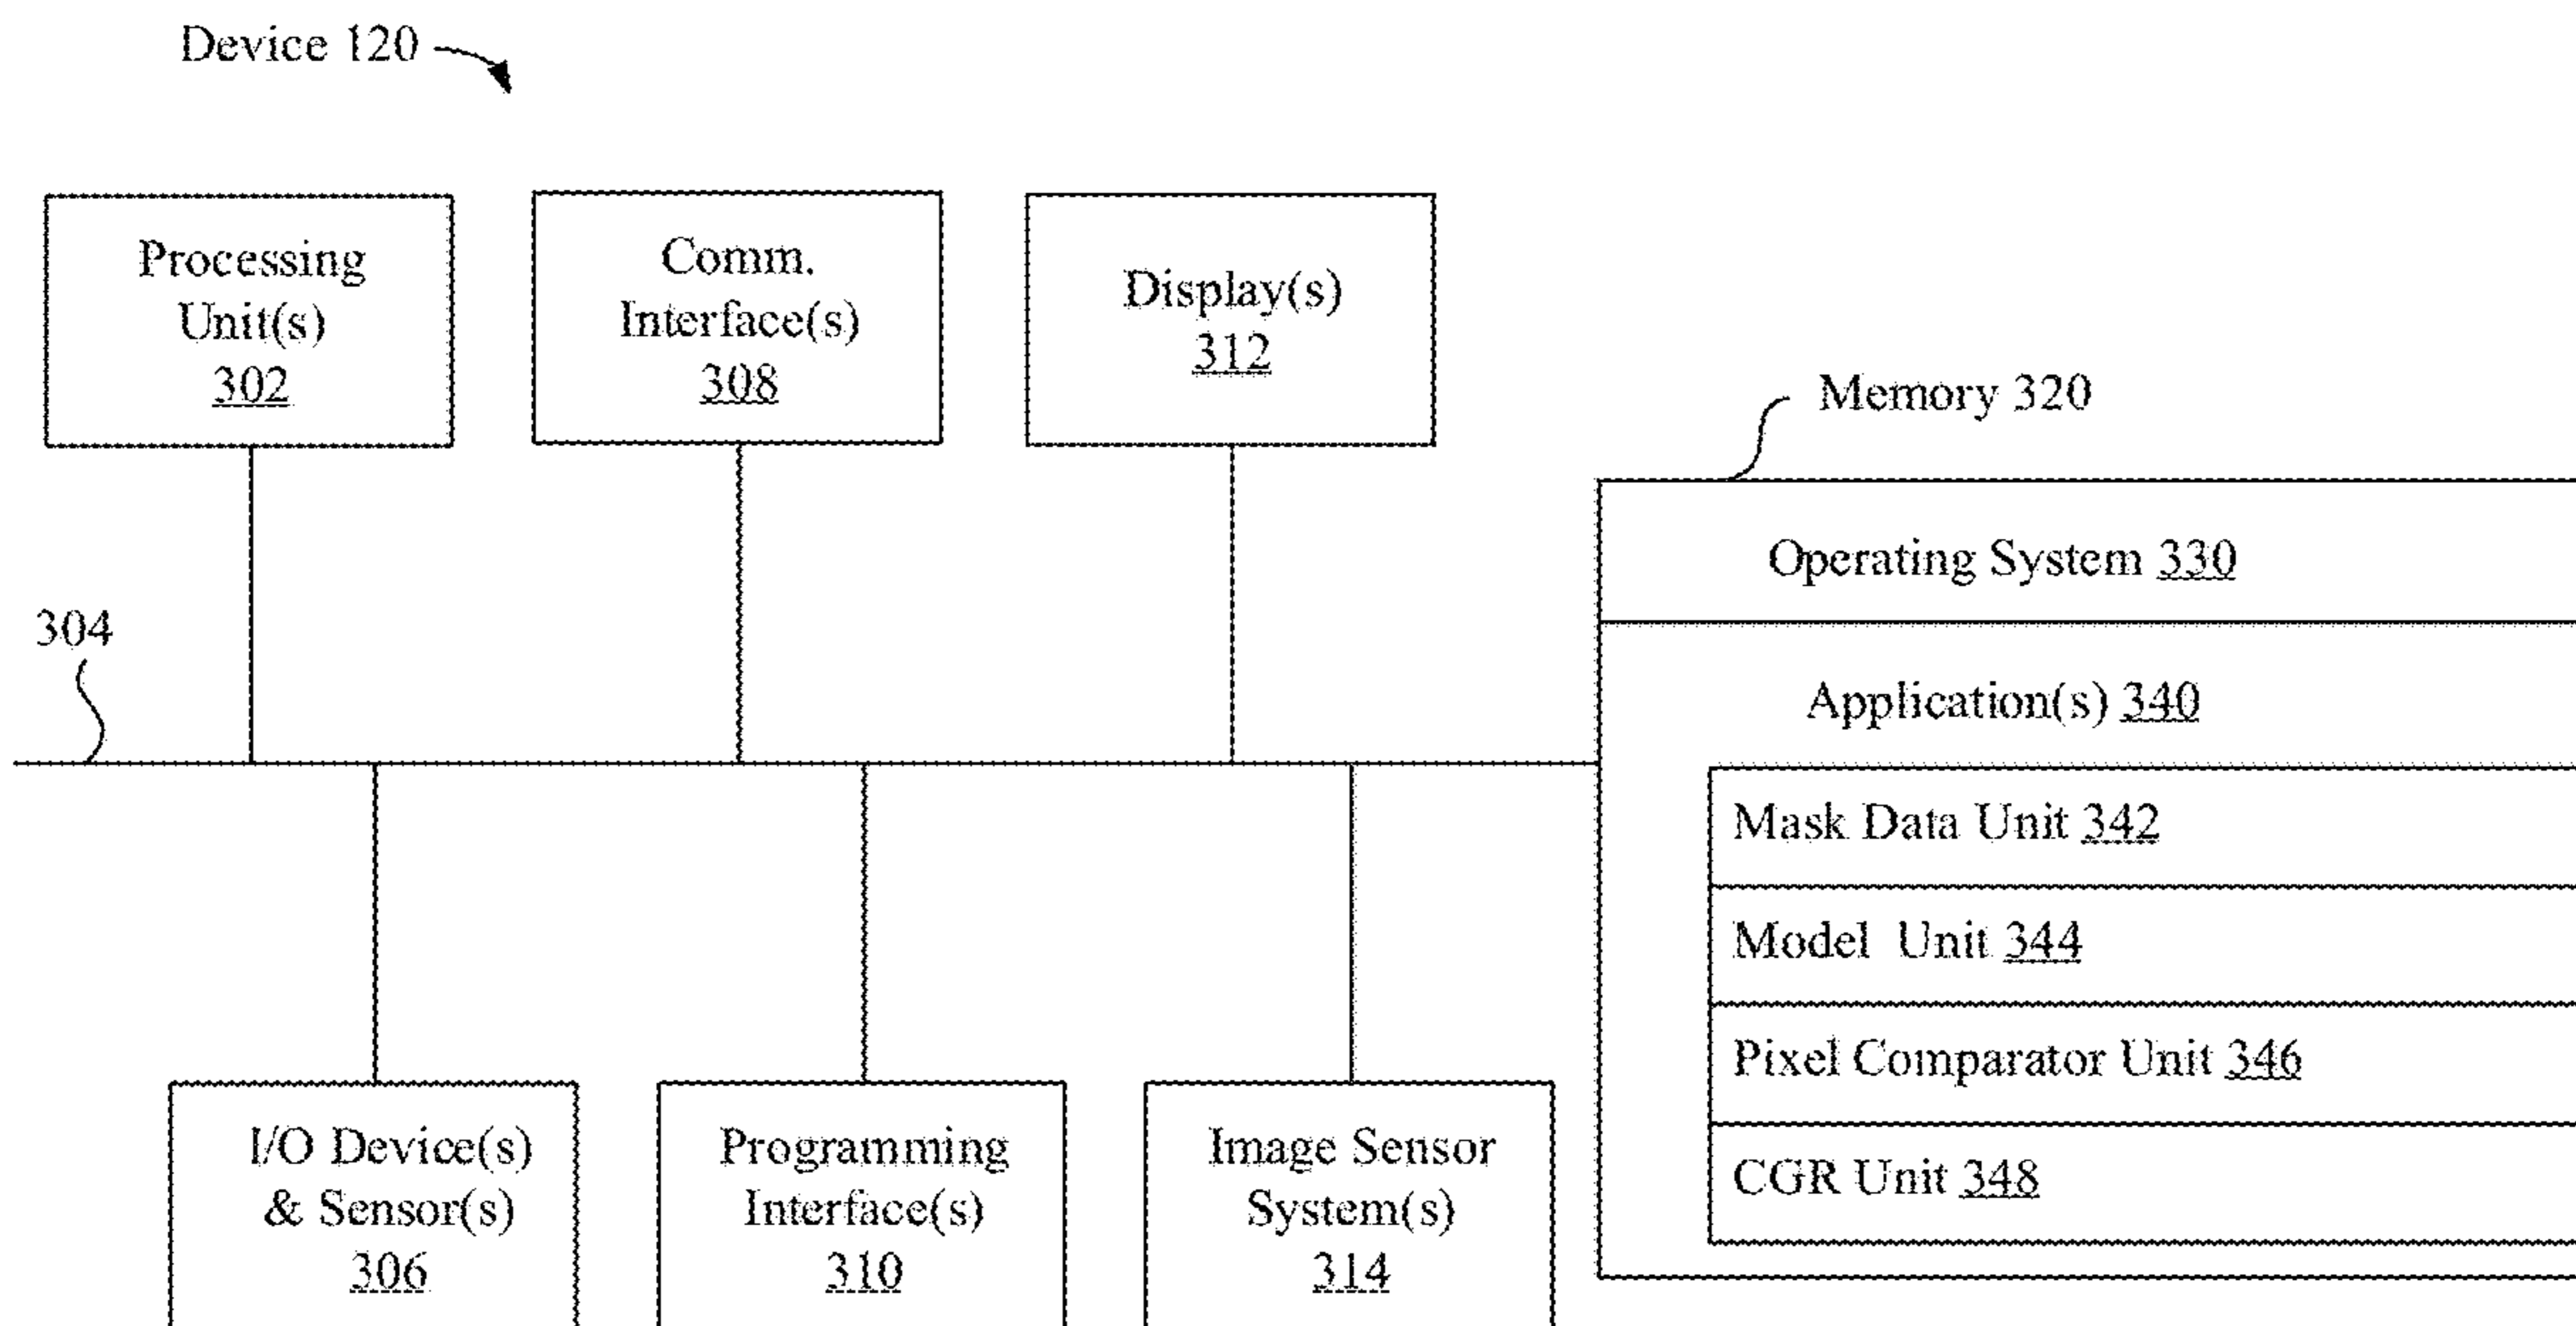 Device 120
Processing
Unit(s)
302
Comm.
Interface(s)
308
Display(s)
312
Memory 320
Operating System 330
304
Application(s) 340
Mask Data Unit 342
Model Unit 344
Pixel Comparator Unit 346
CGR Unit 348
I/O Device(s)
& Sensor(s)
306
Programming
Interface(s)
310
Image Sensor
System(s)
314